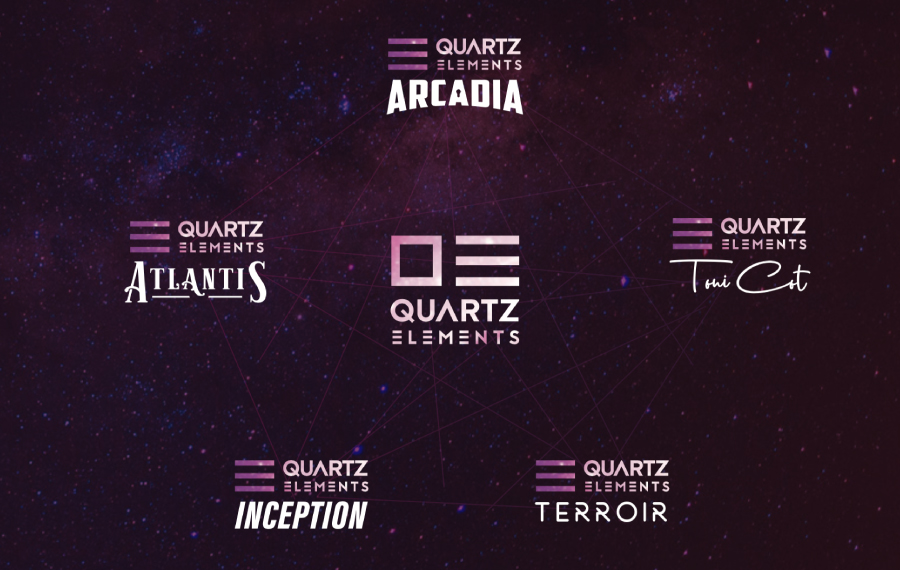 QUARTZ
ELEMENTS
ARCADIA
QUARTZ
ELEMENTS
ATLANTIS
QUARTZ
ELEMENTS
QUARTZ
ELEMENTS
Toni Cot
QUARTZ
ELEMENTS
INCEPTION
QUARTZ
ELEMENTS
TERROIR